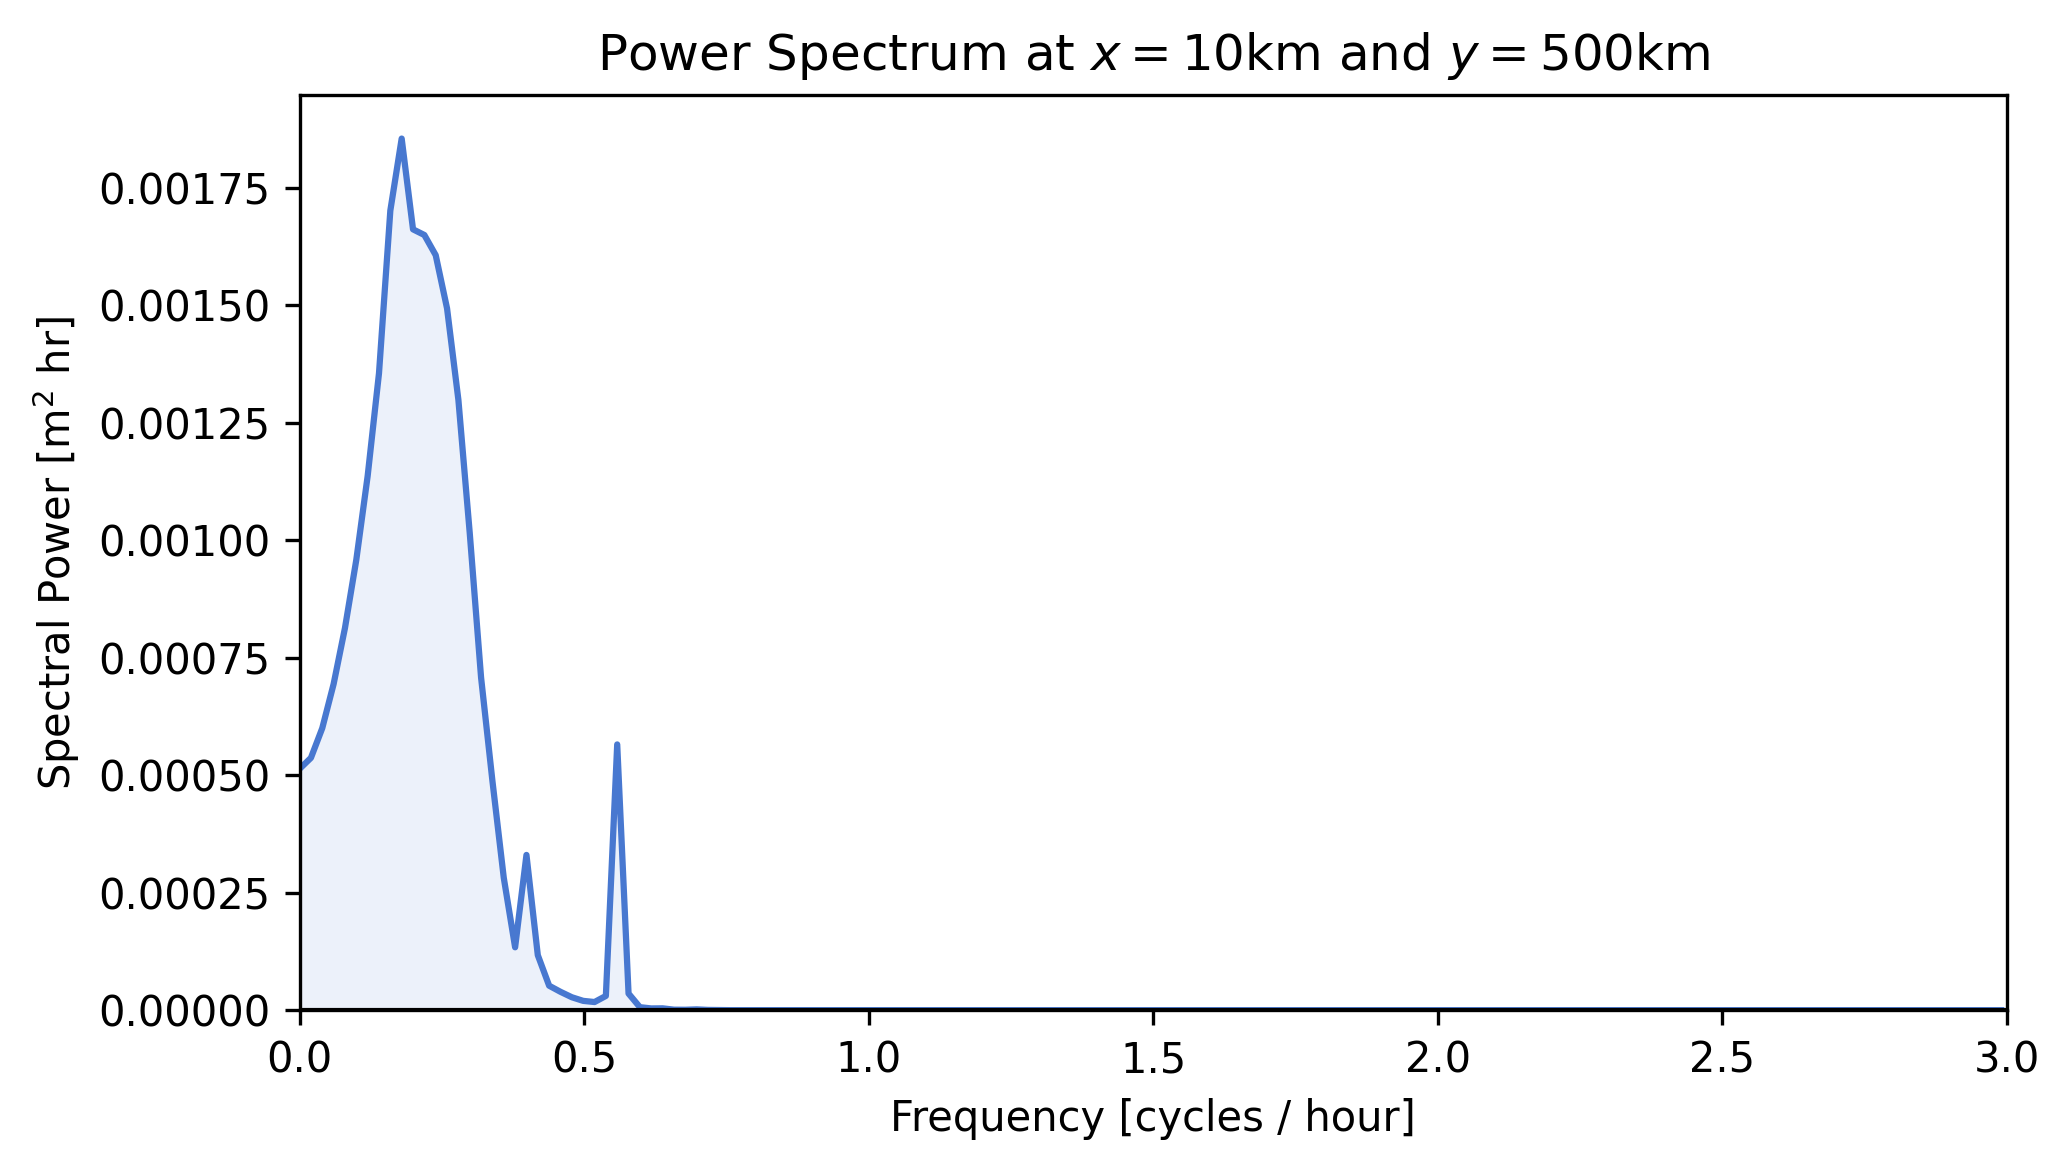 Power Spectrum at x = 10km and y = 500km
Spectral Power [m² hr]
0.00175
0.00150
0.00125
0.00100
0.00075
0.00050
0.00025
0.00000
0.0 0.5 1.0 1.5 2.0 2.5 3.0
Frequency [cycles / hour]